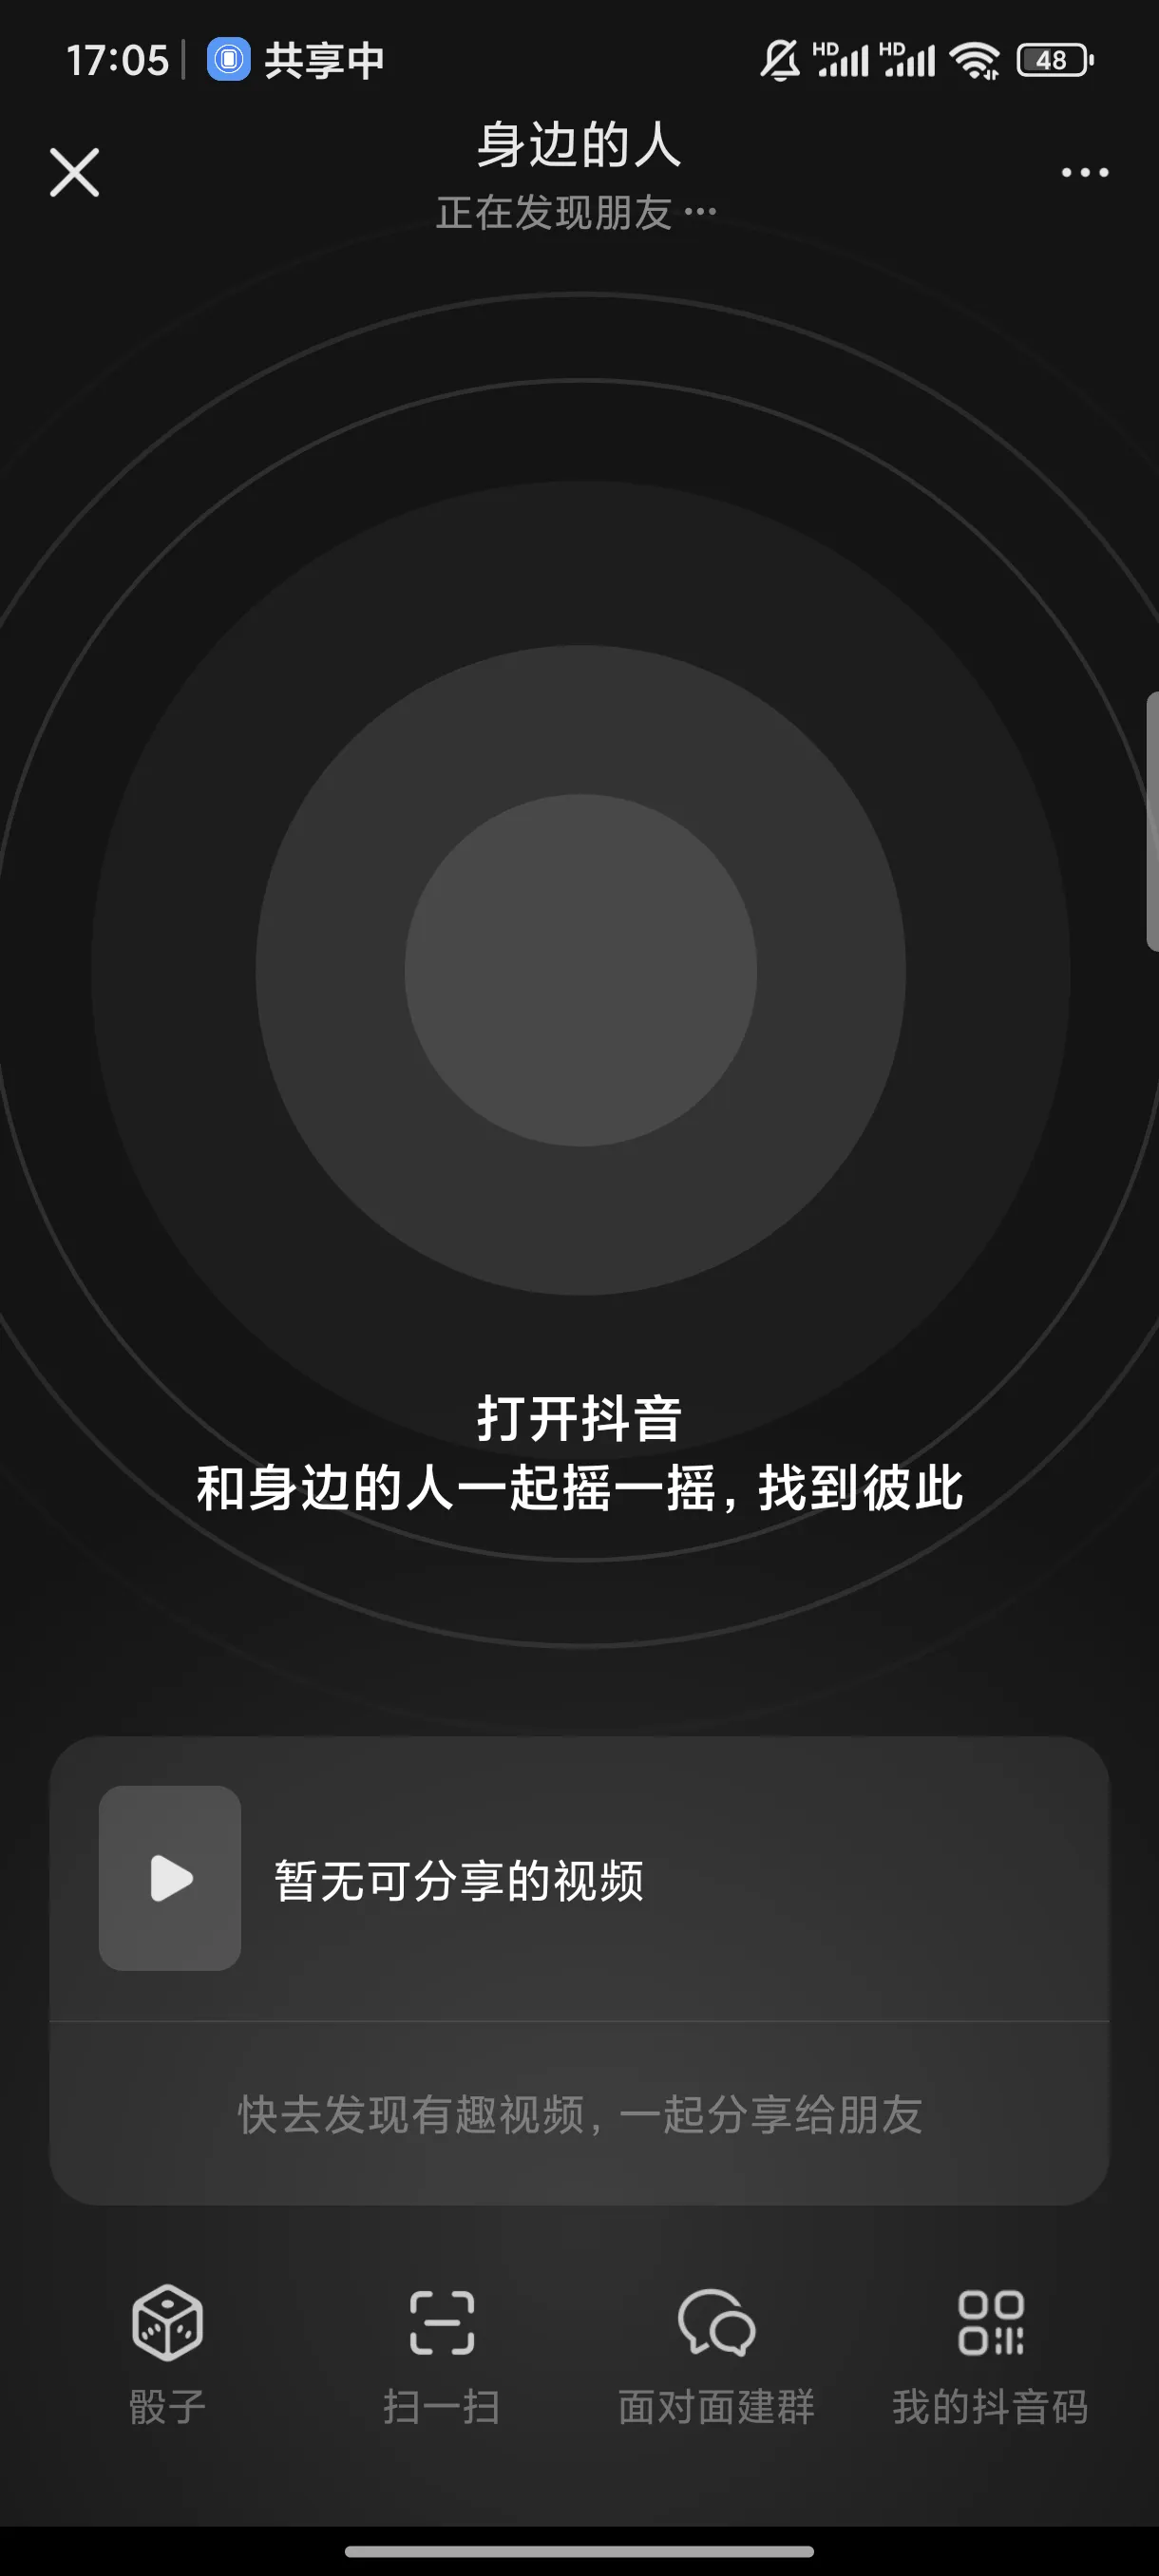 17:05 共享中 HD HD 48
身边的人
正在发现朋友···
打开抖音
和身边的人一起摇一摇，找到彼此
暂无可分享的视频
快去发现有趣视频，一起分享给朋友
骰子 扫一扫 面对面建群 我的抖音码